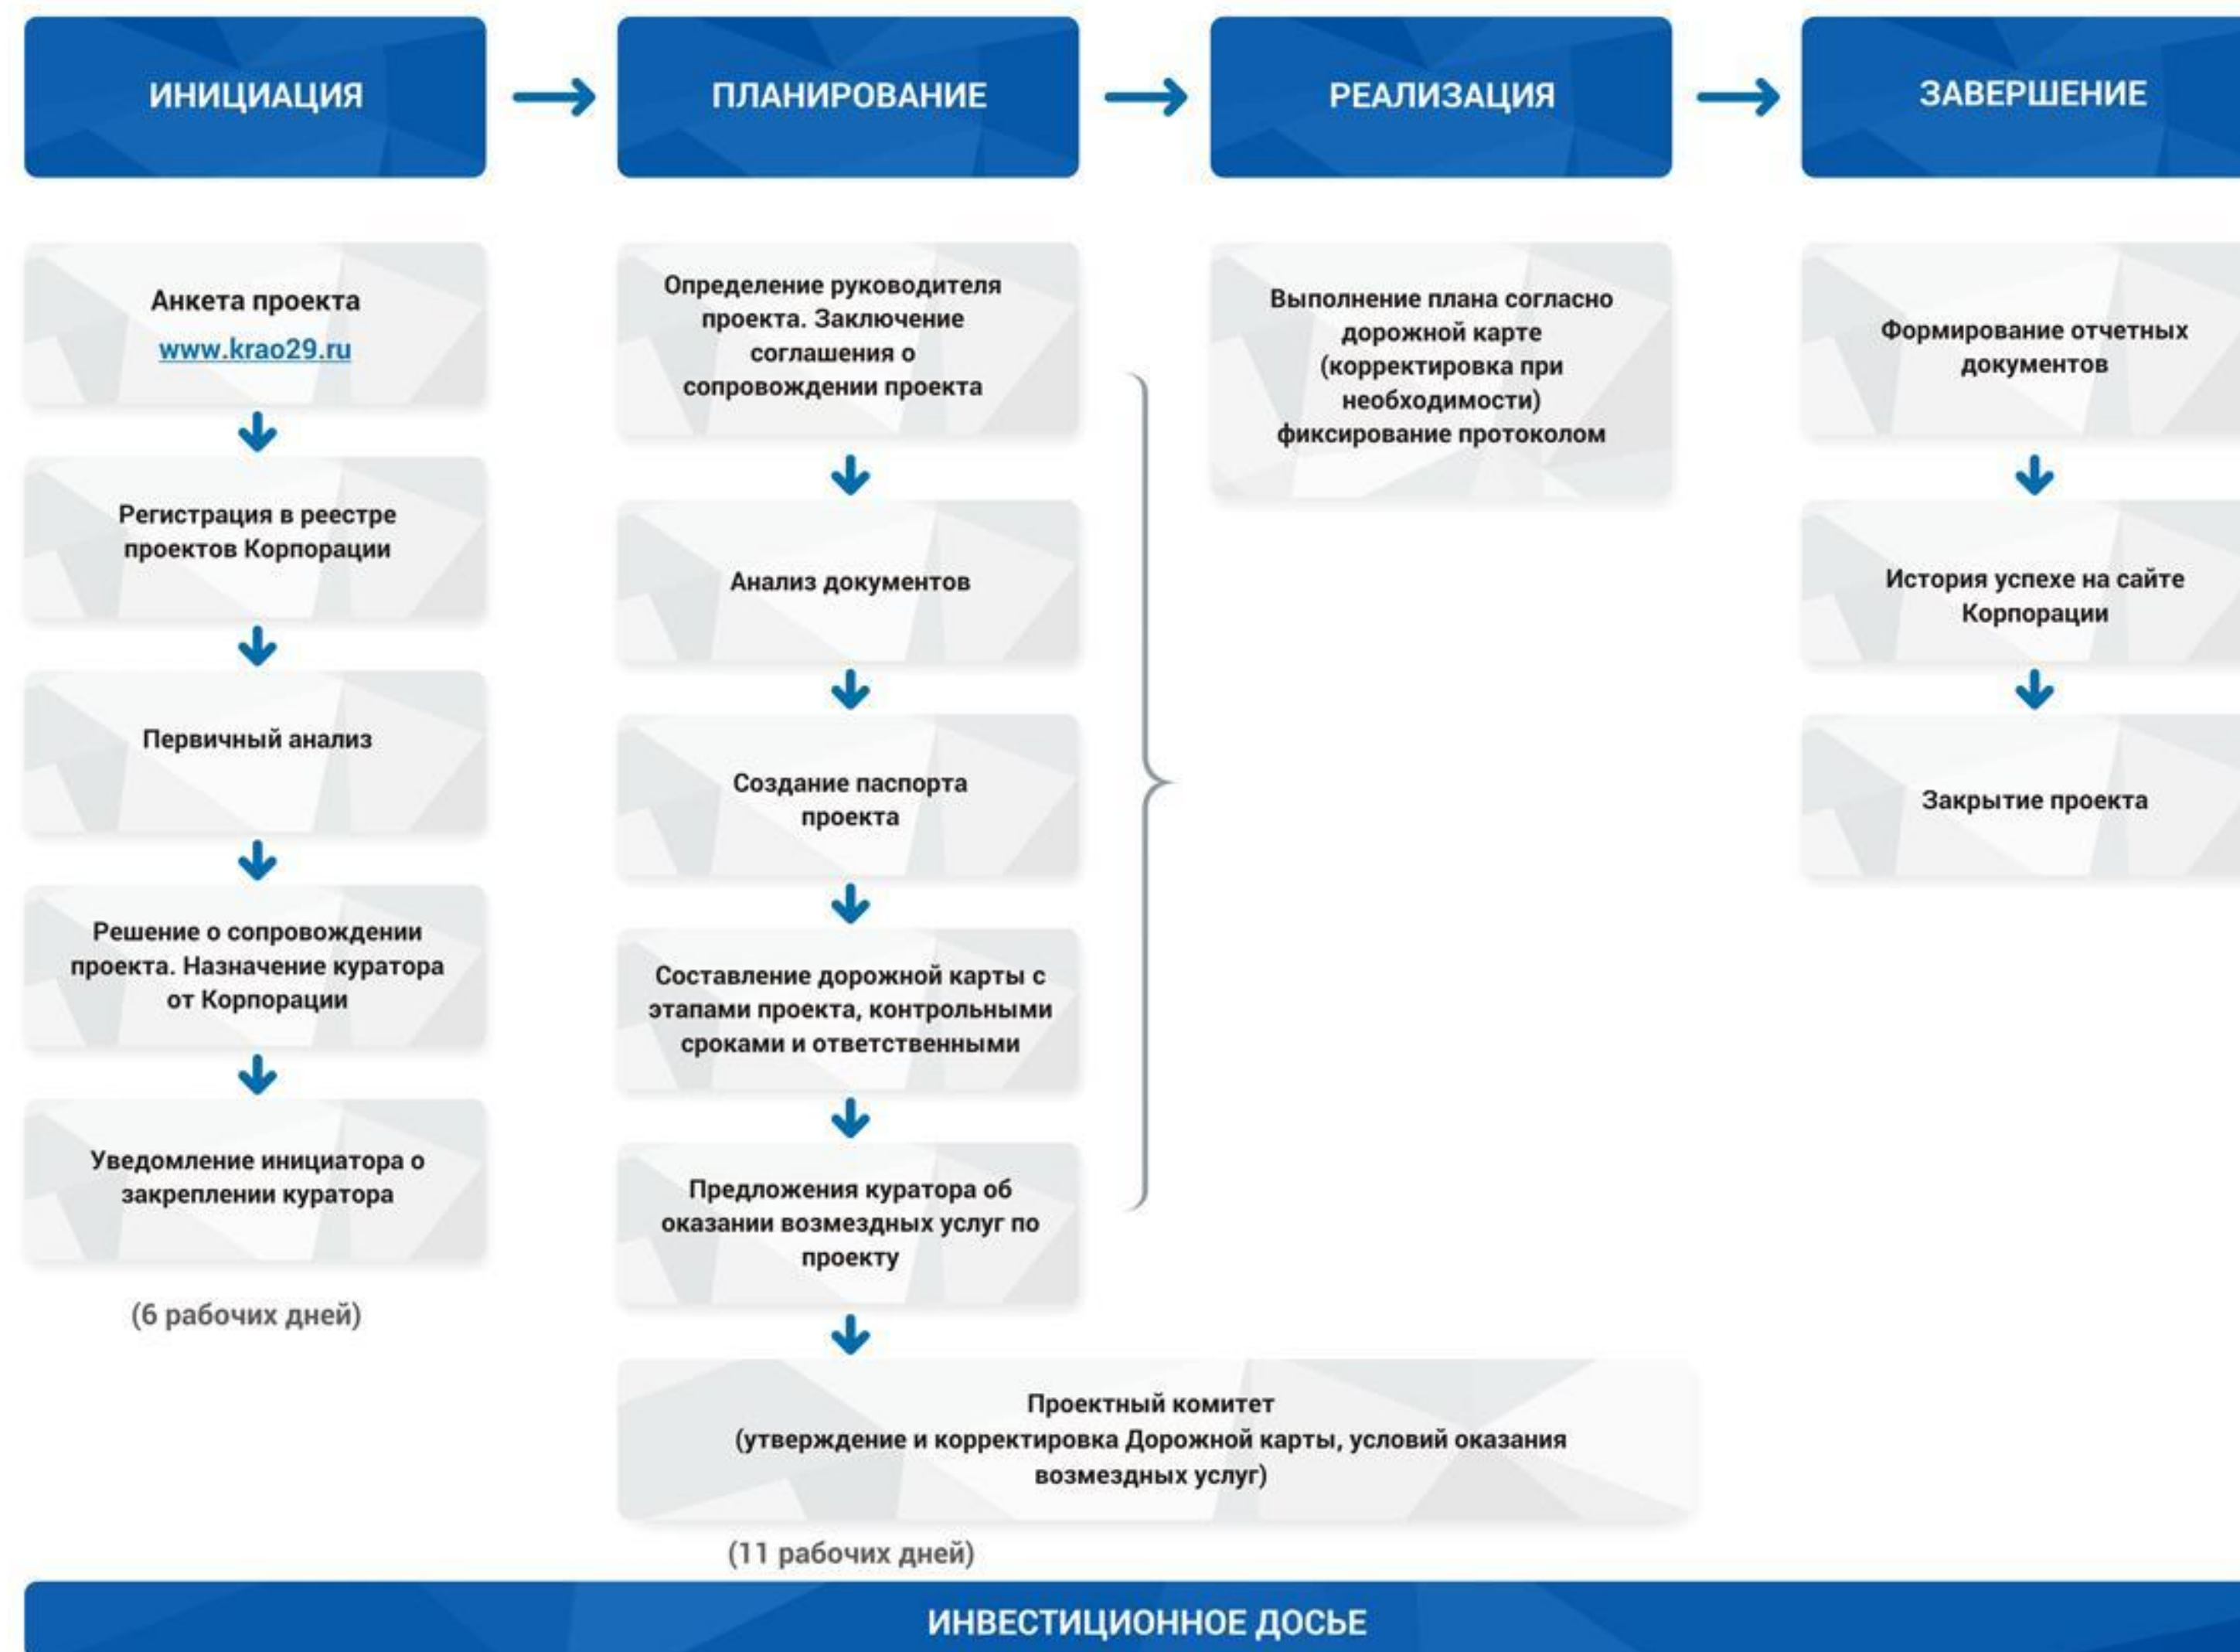 ИНИЦИАЦИЯ
ПЛАНИРОВАНИЕ
РЕАЛИЗАЦИЯ
ЗАВЕРШЕНИЕ
Анкета проекта
www.krao29.ru
Регистрация в реестре
проектов Корпорации
Первичный анализ
Решение о сопровождении
проекта. Назначение куратора
от Корпорации
Уведомление инициатора о
закреплении куратора
(6 рабочих дней)
Определение руководителя
проекта. Заключение
соглашения о
сопровождении проекта
Анализ документов
Создание паспорта
проекта
Составление дорожной карты с
этапами проекта, контрольными
сроками и ответственными
Предложения куратора об
оказании возмездных услуг по
проекту
Проектный комитет
(утверждение и корректировка Дорожной карты, условий оказания
возмездных услуг)
(11 рабочих дней)
Выполнение плана согласно
дорожной карте
(корректировка при
необходимости)
фиксирование протоколом
Формирование отчетных
документов
История успехе на сайте
Корпорации
Закрытие проекта
ИНВЕСТИЦИОННОЕ ДОСЬЕ